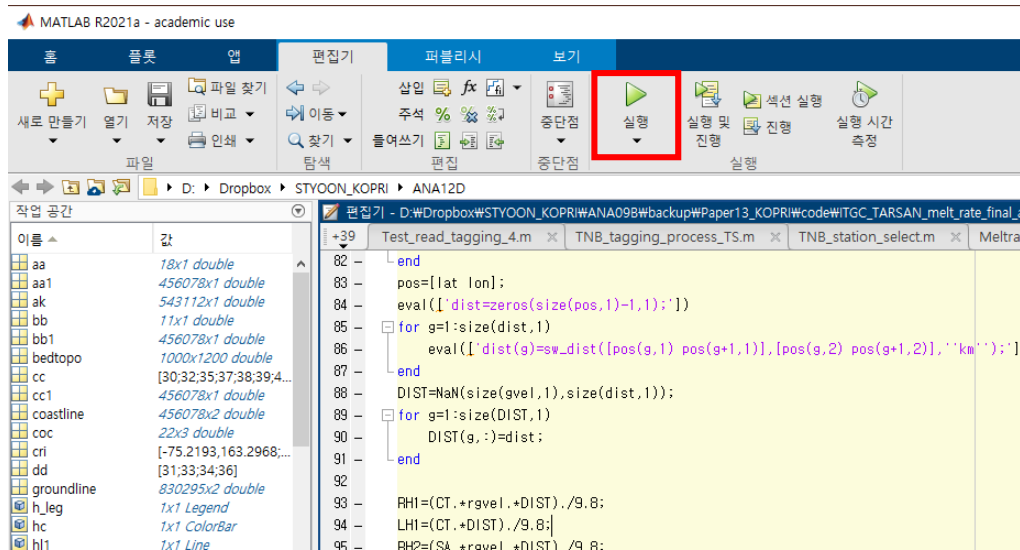 MATLAB R2021a - academic use
홈 플롯 앱 편집기 퍼블리시 보기
새로 만들기 열기 저장 파일 찾기 비교 인쇄
파일
이동 찾기
탐색
삽입 fx
주석
들여쓰기
편집
중단점
중단점
실행
실행 및 진행
섹션 실행
진행
실행 시간 측정
실행
D: Dropbox STYOON_KOPRI ANA12D
작업 공간
이름 값
aa 18x1 double
aa1 456078x1 double
ak 543112x1 double
bb 11x1 double
bb1 456078x1 double
bedtopo 1000x1200 double
cc [30;32;35;37;38;39;4...
cc1 456078x1 double
coastline 456078x2 double
coc 22x3 double
cri [-75.2193,163.2968;...
dd [31;33;34;36]
groundline 830295x2 double
h_leg 1x1 Legend
hc 1x1 ColorBar
hl1 1x1 Line
편집기 - D:₩Dropbox₩STYOON_KOPRI₩ANA09B₩backup₩Paper13_KOPRI₩code₩ITGC_TARSAN_melt_rate_final_a
+39 Test_read_tagging_4.m TNB_tagging_process_TS.m TNB_station_select.m Meltra
82 end
83 pos=[lat lon];
84 eval(['dist=zeros(size(pos,1)-1,1);'])
85 for g=1:size(dist,1)
86 eval(['dist(g)=sw_dist([pos(g,1) pos(g+1,1)],[pos(g,2) pos(g+1,2)],''km'');']
87 end
88 DIST=NaN(size(gvel,1),size(dist,1));
89 for g=1:size(DIST,1)
90 DIST(g,:)=dist;
91 end
92
93 RH1=(CT.*rgvel.*DIST)./9.8;
94 LH1=(CT.*DIST)./9.8;
95 RH2=(SA.*rgvel.*DIST)./9.8;